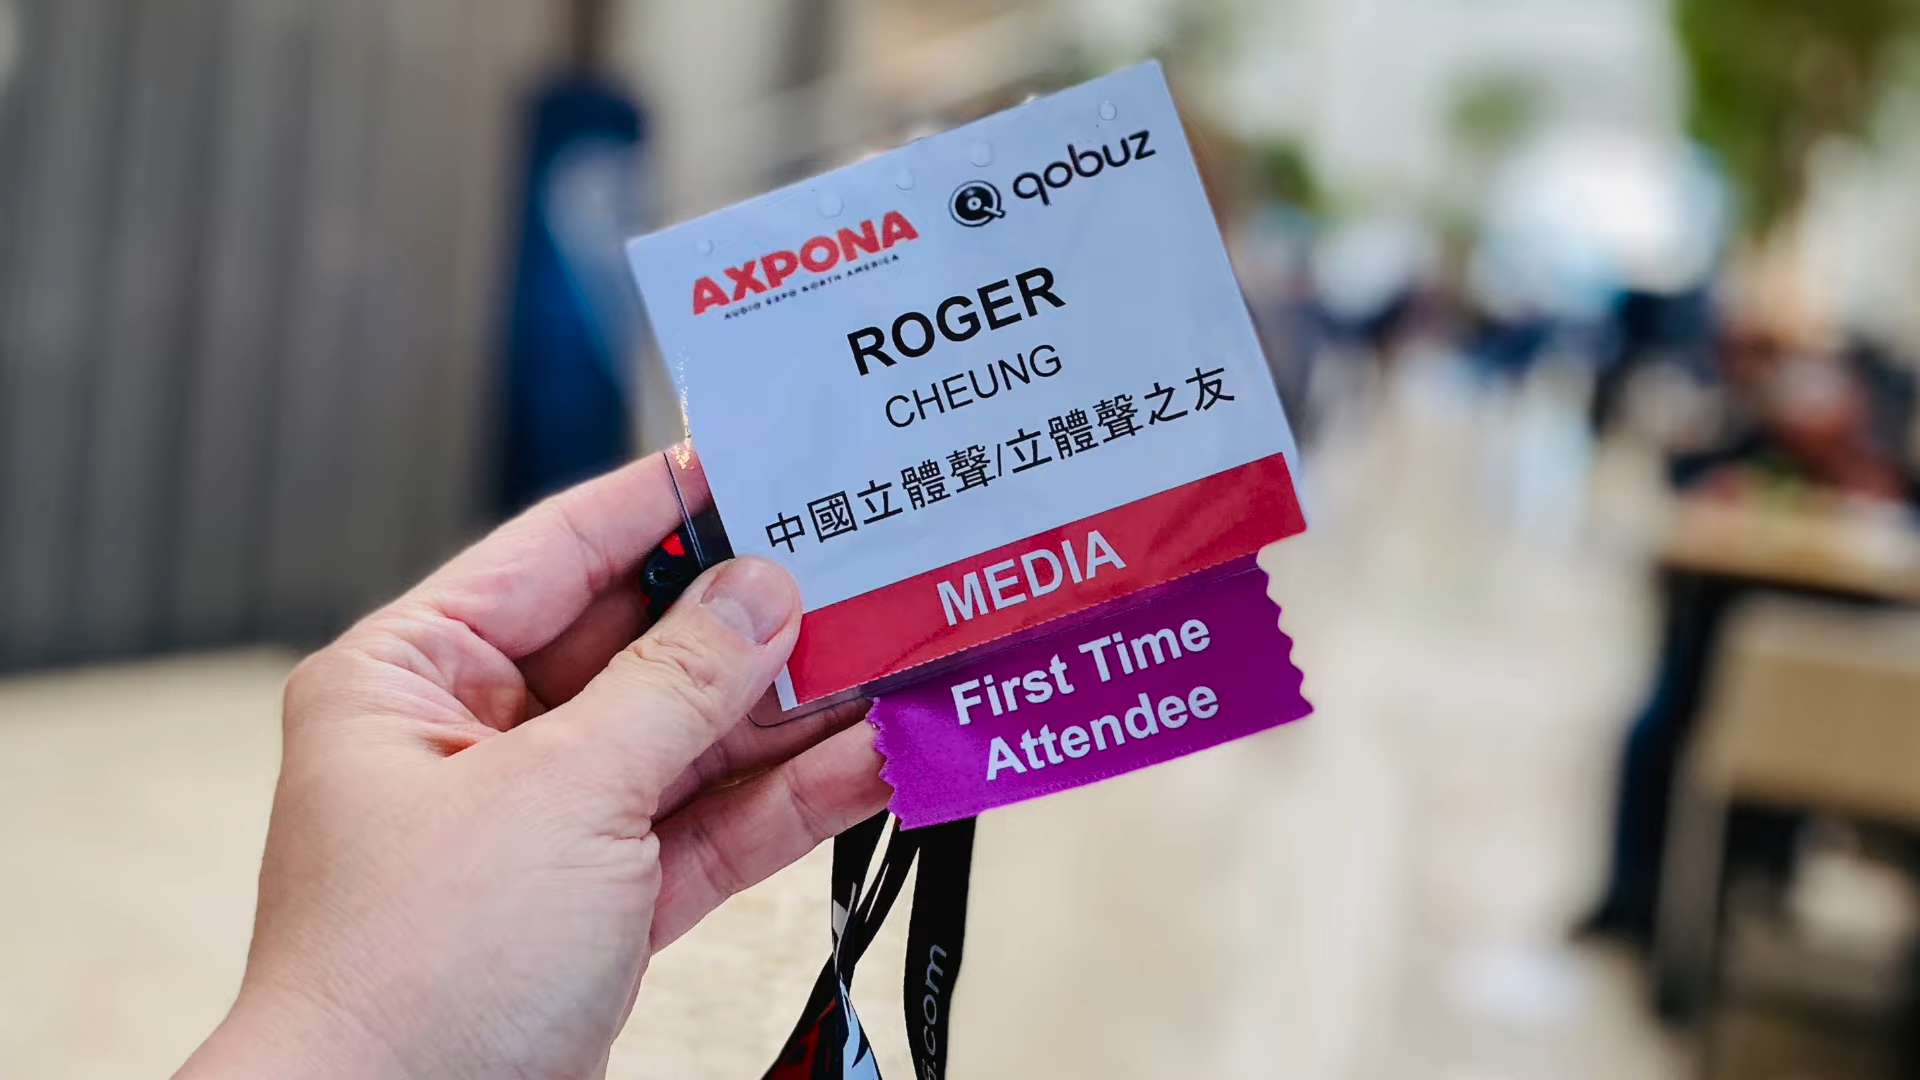 qobuz
AXPONA
AUDIO EXPO NORTH AMERICA
ROGER
CHEUNG
中國立體聲/立體聲之友
MEDIA
First Time
Attendee
.com